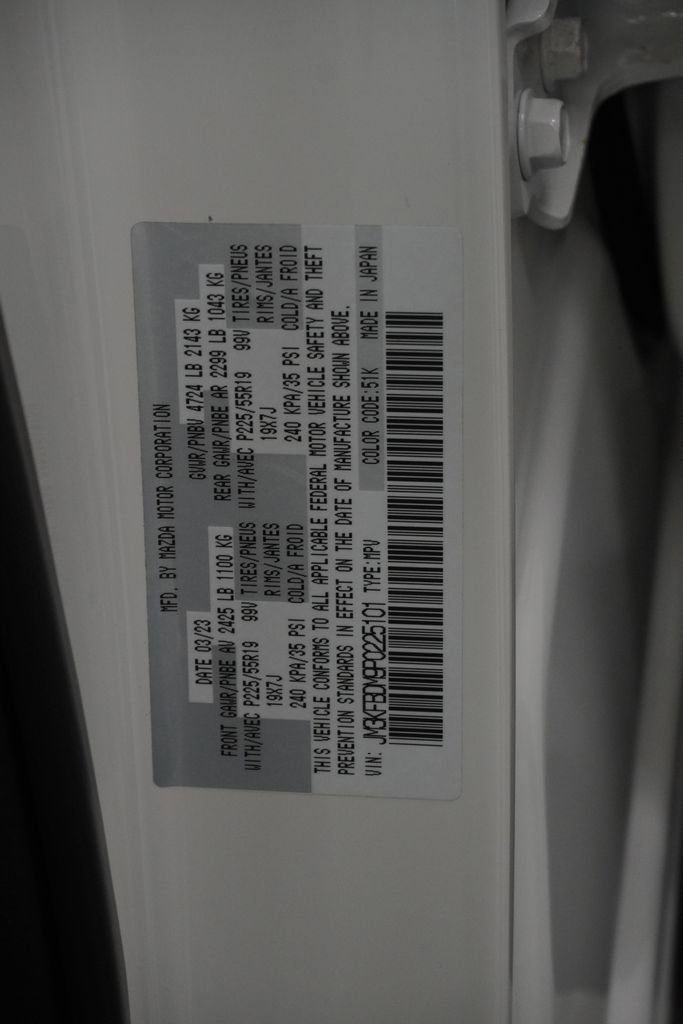 MFD. BY MAZDA MOTOR CORPORATION
DATE 03/23 GVWR/PNBV 4724 LB 2143 KG
FRONT GAWR/PNBE AV 2425 LB 1100 KG REAR GAWR/PNBE AR 2299 LB 1043 KG
WITH/AVEC P225/55R19 99V TIRES/PNEUS WITH/AVEC P225/55R19 99V TIRES/PNEUS
19X7J RIMS/JANTES 19X7J RIMS/JANTES
240 KPA/35 PSI COLD/A FROID 240 KPA/35 PSI COLD/A FROID
THIS VEHICLE CONFORMS TO ALL APPLICABLE FEDERAL MOTOR VEHICLE SAFETY AND THEFT
PREVENTION STANDARDS IN EFFECT ON THE DATE OF MANUFACTURE SHOWN ABOVE.
VIN: JM3KFBDM9P0225101 TYPE:MPV COLOR CODE:51K MADE IN JAPAN